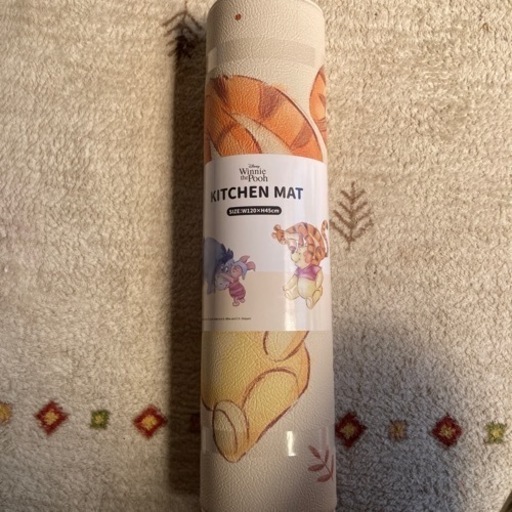 Disney
Winnie
the Pooh
KITCHEN MAT
SIZE:W120×H45cm